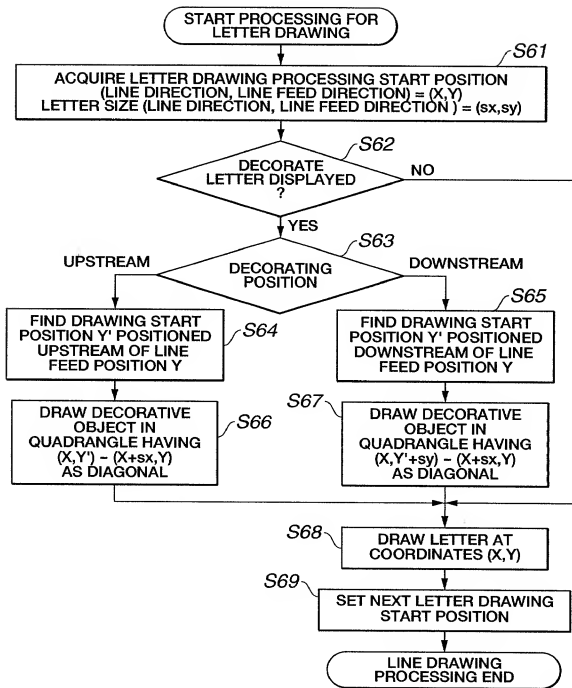 START PROCESSING FOR
LETTER DRAWING
S61
ACQUIRE LETTER DRAWING PROCESSING START POSITION
(LINE DIRECTION, LINE FEED DIRECTION) = (X,Y)
LETTER SIZE (LINE DIRECTION, LINE FEED DIRECTION ) = (sx,sy)
S62
DECORATE
LETTER DISPLAYED
?
NO
YES
S63
DECORATING
POSITION
UPSTREAM
DOWNSTREAM
S64
FIND DRAWING START
POSITION Y' POSITIONED
UPSTREAM OF LINE
FEED POSITION Y
S65
FIND DRAWING START
POSITION Y' POSITIONED
DOWNSTREAM OF LINE
FEED POSITION Y
S66
DRAW DECORATIVE
OBJECT IN
QUADRANGLE HAVING
(X,Y') - (X+sx,Y)
AS DIAGONAL
S67
DRAW DECORATIVE
OBJECT IN
QUADRANGLE HAVING
(X,Y'+sy) - (X+sx,Y)
AS DIAGONAL
S68
DRAW LETTER AT
COORDINATES (X,Y)
S69
SET NEXT LETTER DRAWING
START POSITION
LINE DRAWING
PROCESSING END